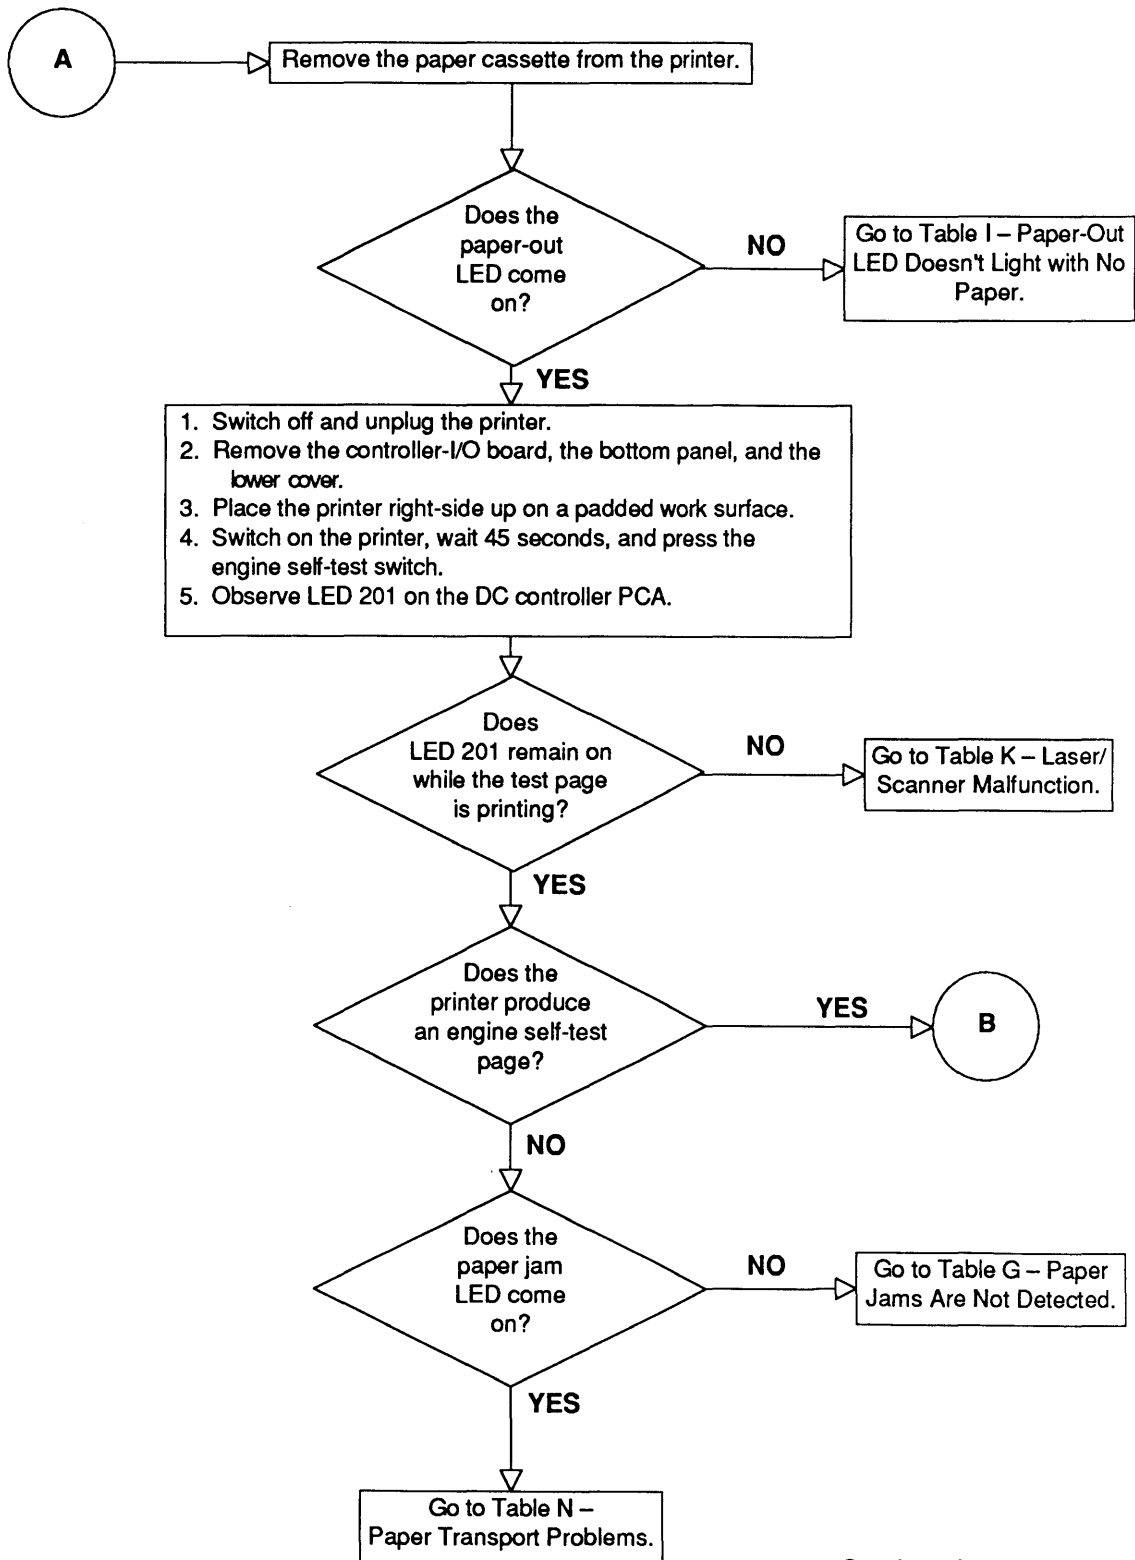 A
Remove the paper cassette from the printer.
Does the
paper-out
LED come
on?
NO
Go to Table I – Paper-Out
LED Doesn't Light with No
Paper.
YES
1. Switch off and unplug the printer.
2. Remove the controller-I/O board, the bottom panel, and the
lower cover.
3. Place the printer right-side up on a padded work surface.
4. Switch on the printer, wait 45 seconds, and press the
engine self-test switch.
5. Observe LED 201 on the DC controller PCA.
Does
LED 201 remain on
while the test page
is printing?
NO
Go to Table K – Laser/
Scanner Malfunction.
YES
Does the
printer produce
an engine self-test
page?
YES
B
NO
Does the
paper jam
LED come
on?
NO
Go to Table G – Paper
Jams Are Not Detected.
YES
Go to Table N –
Paper Transport Problems.